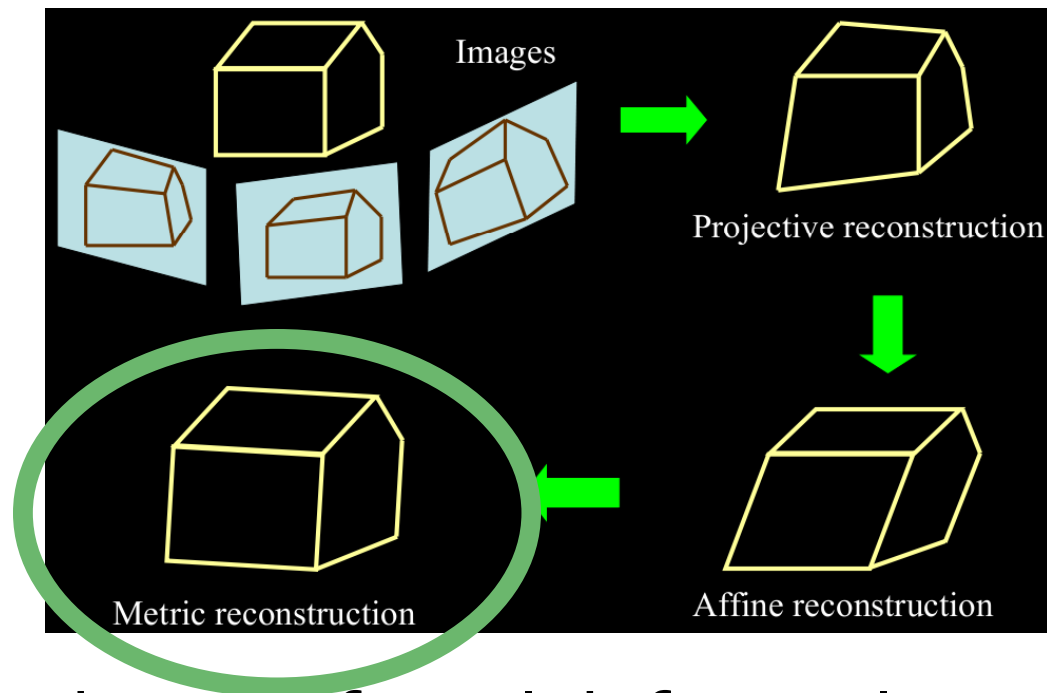 Images
Projective reconstruction
Affine reconstruction
Metric reconstruction